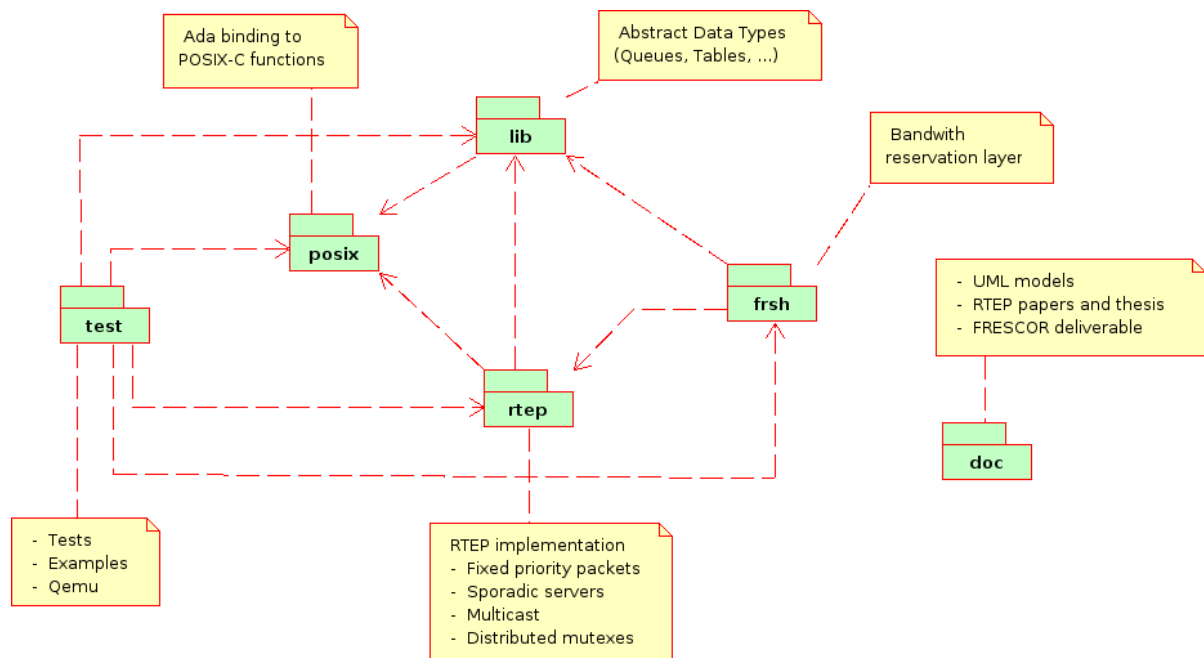 Ada binding to
POSIX-C functions
Abstract Data Types
(Queues, Tables, ...)
lib
Bandwith
reservation layer
posix
test
frsh
- UML models
- RTEP papers and thesis
- FRESCOR deliverable
rtep
doc
- Tests
- Examples
- Qemu
RTEP implementation
- Fixed priority packets
- Sporadic servers
- Multicast
- Distributed mutexes